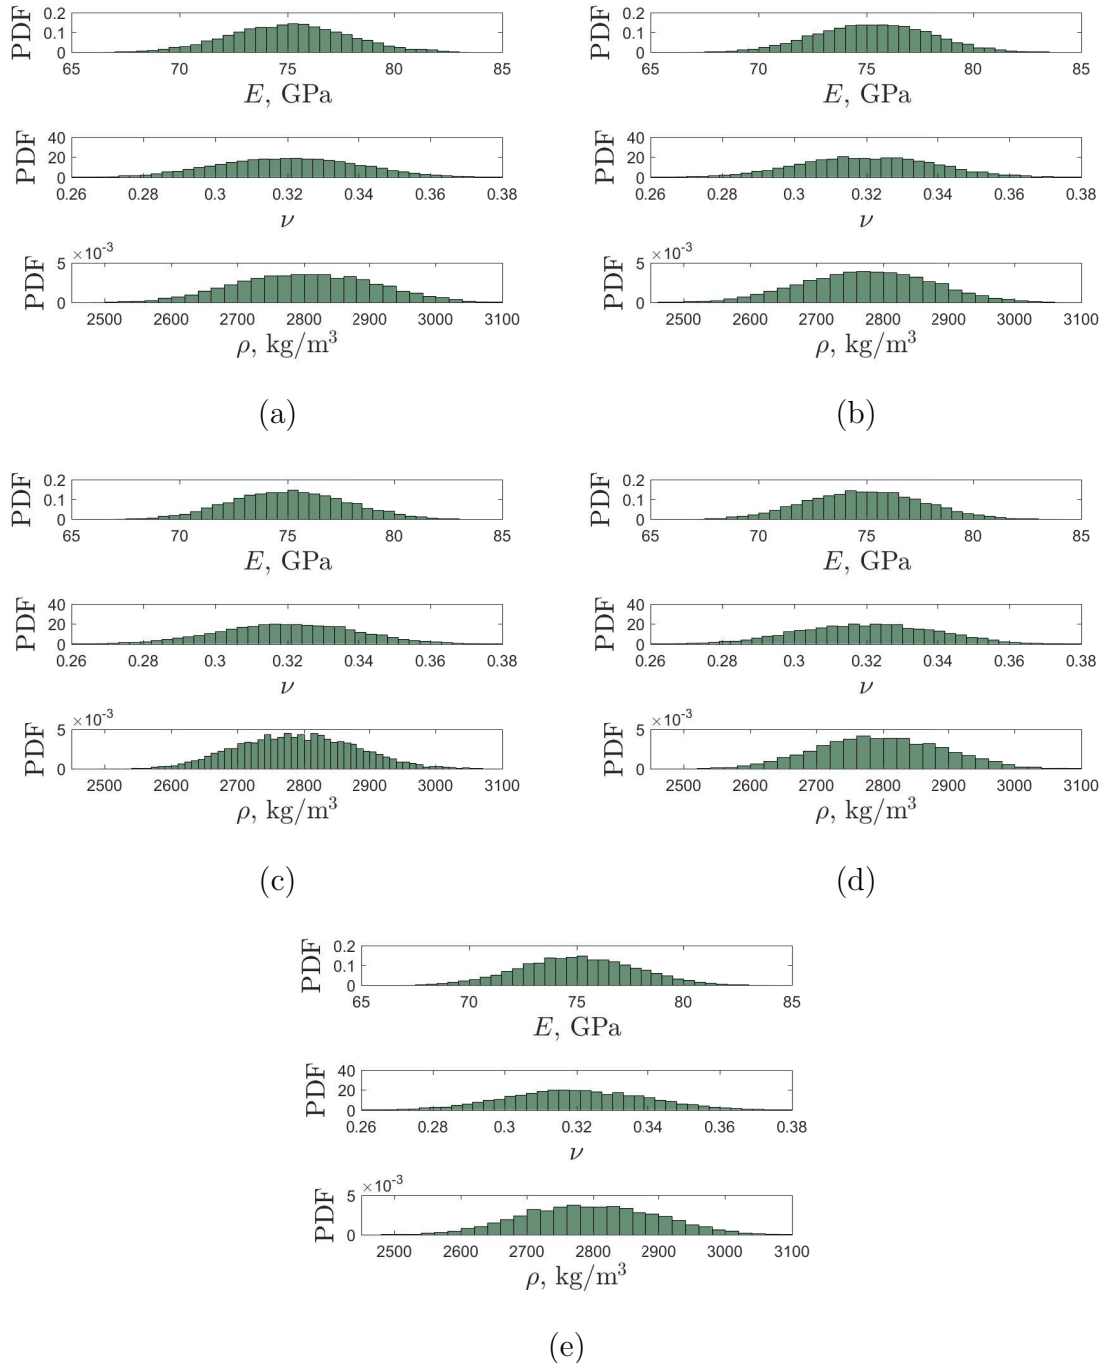 PDF
0.2
0.1
0
65 70 75 80 85
E, GPa
PDF
40
20
0
0.26 0.28 0.3 0.32 0.34 0.36 0.38
ν
×10⁻³
PDF
5
0
2500 2600 2700 2800 2900 3000 3100
ρ, kg/m³
(a)
PDF
0.2
0.1
0
65 70 75 80 85
E, GPa
PDF
40
20
0
0.26 0.28 0.3 0.32 0.34 0.36 0.38
ν
×10⁻³
PDF
5
0
2500 2600 2700 2800 2900 3000 3100
ρ, kg/m³
(b)
PDF
0.2
0.1
0
65 70 75 80 85
E, GPa
PDF
40
20
0
0.26 0.28 0.3 0.32 0.34 0.36 0.38
ν
×10⁻³
PDF
5
0
2500 2600 2700 2800 2900 3000 3100
ρ, kg/m³
(c)
PDF
0.2
0.1
0
65 70 75 80 85
E, GPa
PDF
40
20
0
0.26 0.28 0.3 0.32 0.34 0.36 0.38
ν
×10⁻³
PDF
5
0
2500 2600 2700 2800 2900 3000 3100
ρ, kg/m³
(d)
PDF
0.2
0.1
0
65 70 75 80 85
E, GPa
PDF
40
20
0
0.26 0.28 0.3 0.32 0.34 0.36 0.38
ν
×10⁻³
PDF
5
0
2500 2600 2700 2800 2900 3000 3100
ρ, kg/m³
(e)